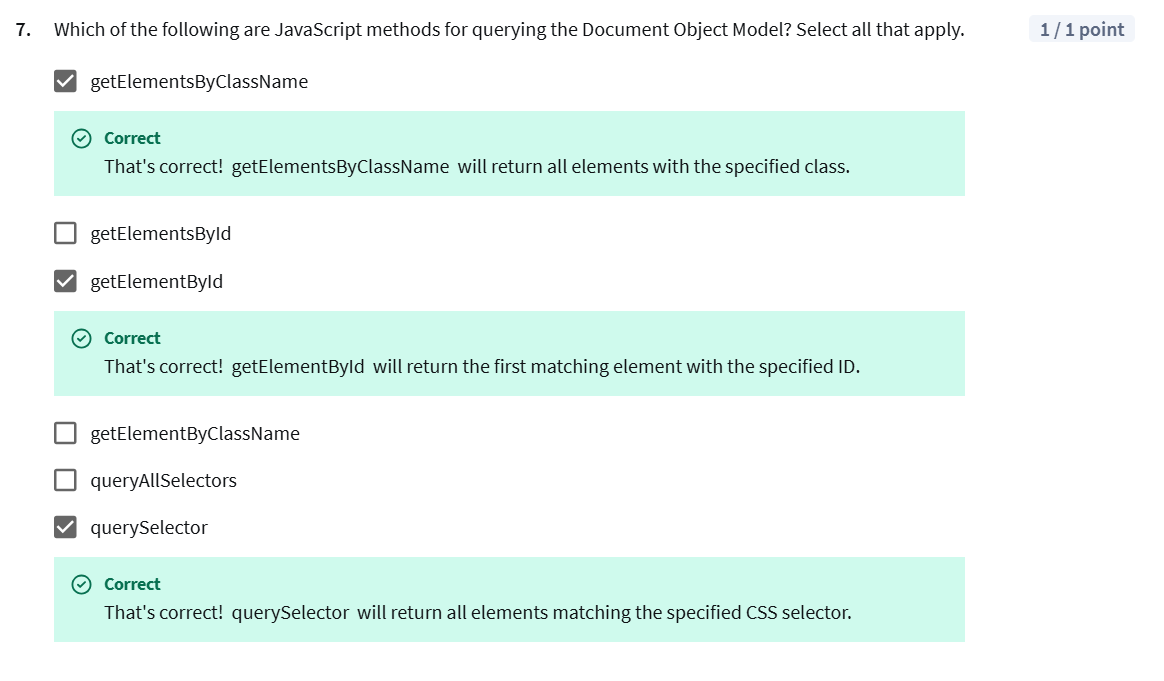 7. Which of the following are JavaScript methods for querying the Document Object Model? Select all that apply. 1 / 1 point
getElementsByClassName
Correct
That's correct! getElementsByClassName will return all elements with the specified class.
getElementsById
getElementById
Correct
That's correct! getElementById will return the first matching element with the specified ID.
getElementByClassName
queryAllSelectors
querySelector
Correct
That's correct! querySelector will return all elements matching the specified CSS selector.